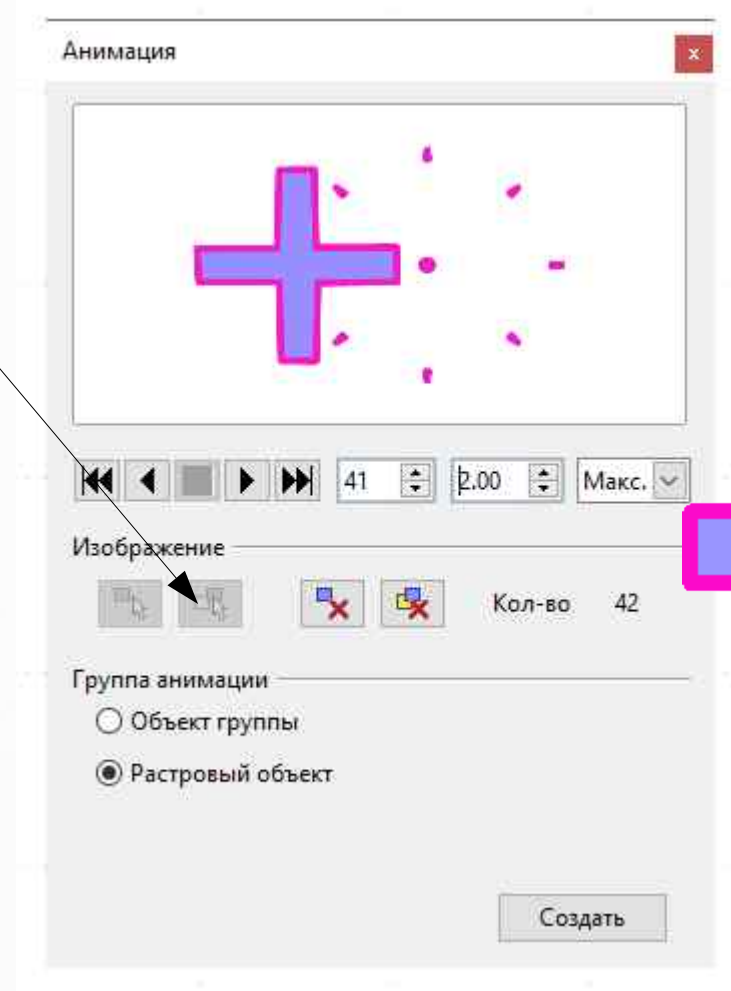 Анимация
x
41 2.00 Макс.
Изображение
Кол-во 42
Группа анимации
Объект группы
Растровый объект
Создать